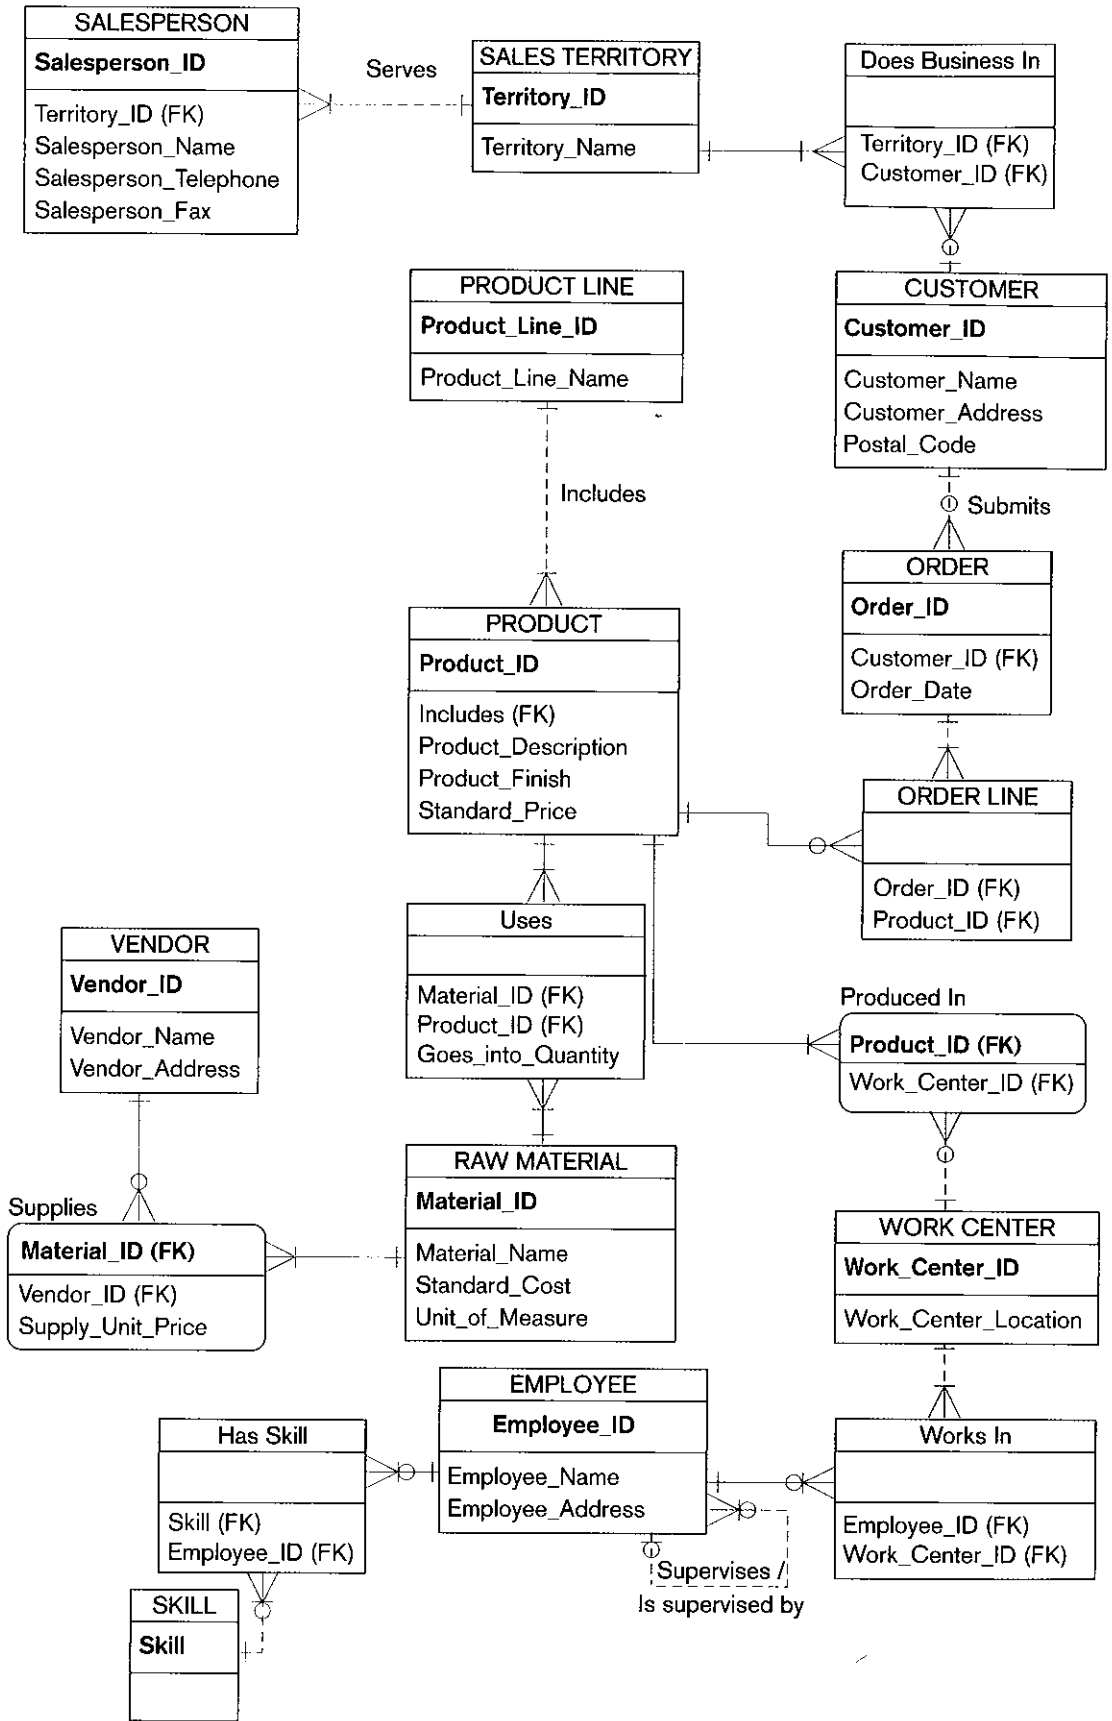 SALESPERSON
Salesperson_ID
Territory_ID (FK)
Salesperson_Name
Salesperson_Telephone
Salesperson_Fax
Serves
SALES TERRITORY
Territory_ID
Territory_Name
Does Business In
Territory_ID (FK)
Customer_ID (FK)
PRODUCT LINE
Product_Line_ID
Product_Line_Name
CUSTOMER
Customer_ID
Customer_Name
Customer_Address
Postal_Code
Includes
Submits
ORDER
Order_ID
Customer_ID (FK)
Order_Date
PRODUCT
Product_ID
Includes (FK)
Product_Description
Product_Finish
Standard_Price
ORDER LINE
Order_ID (FK)
Product_ID (FK)
VENDOR
Vendor_ID
Vendor_Name
Vendor_Address
Uses
Material_ID (FK)
Product_ID (FK)
Goes_into_Quantity
Produced In
Product_ID (FK)
Work_Center_ID (FK)
Supplies
Material_ID (FK)
Vendor_ID (FK)
Supply_Unit_Price
RAW MATERIAL
Material_ID
Material_Name
Standard_Cost
Unit_of_Measure
WORK CENTER
Work_Center_ID
Work_Center_Location
EMPLOYEE
Employee_ID
Employee_Name
Employee_Address
Has Skill
Skill (FK)
Employee_ID (FK)
Works In
Employee_ID (FK)
Work_Center_ID (FK)
Supervises /
Is supervised by
SKILL
Skill